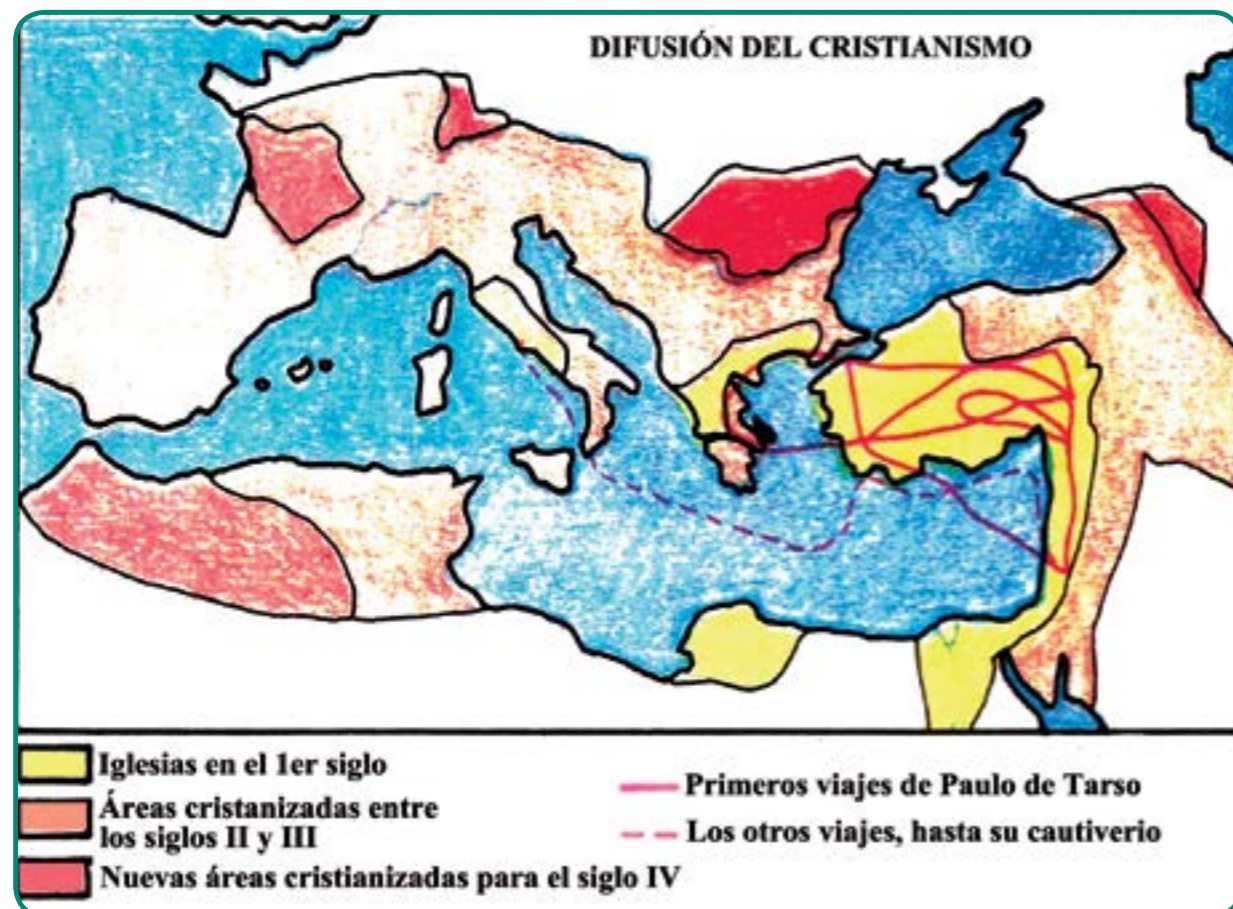 DIFUSIÓN DEL CRISTIANISMO
Iglesias en el 1er siglo
Áreas cristanizadas entre
los siglos II y III
Nuevas áreas cristianizadas para el siglo IV
Primeros viajes de Paulo de Tarso
Los otros viajes, hasta su cautiverio